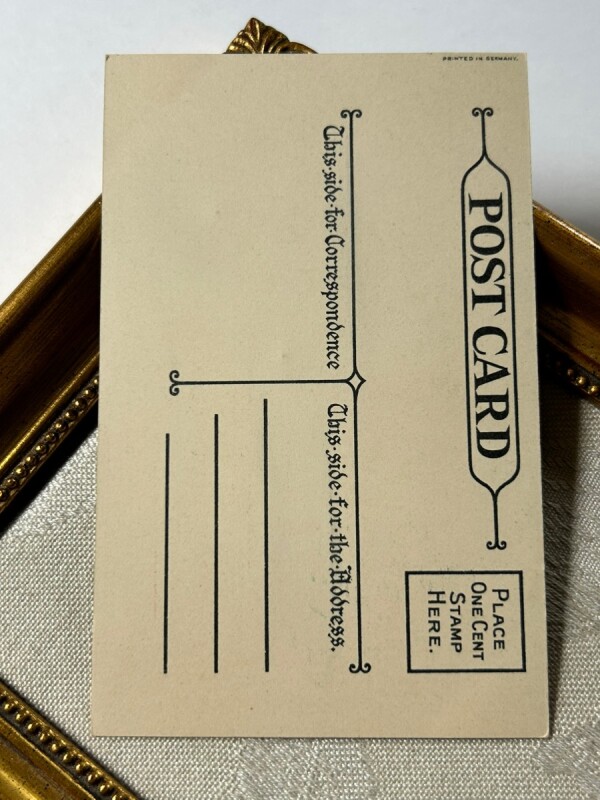 PRINTED IN GERMANY.
POST CARD
PLACE
ONE CENT
STAMP
HERE.
This·side·for·Correspondence
This·side·for·the·Address.